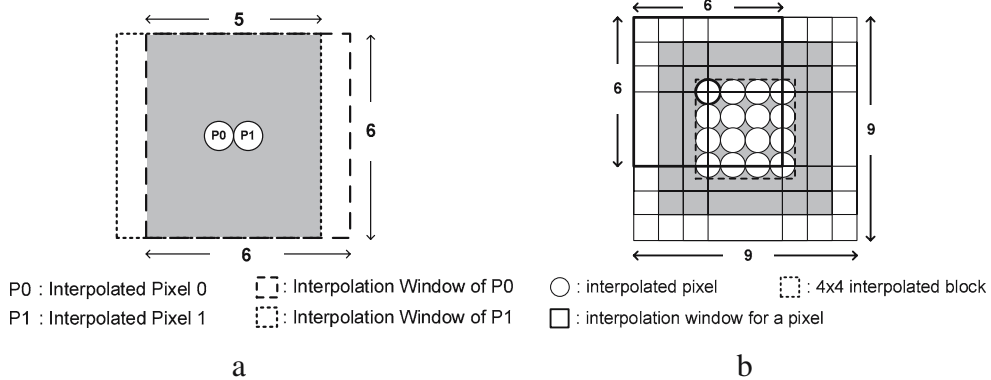 5
P0 P1
6
6
P0 : Interpolated Pixel 0
P1 : Interpolated Pixel 1
: Interpolation Window of P0
: Interpolation Window of P1
a
6
6
9
9
: interpolated pixel
: 4x4 interpolated block
: interpolation window for a pixel
b